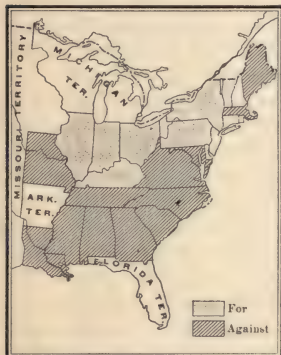 MICHIGAN
TER.
MISSOURI TERRITORY
ARK.
TER.
FLORIDA TER.
For
Against